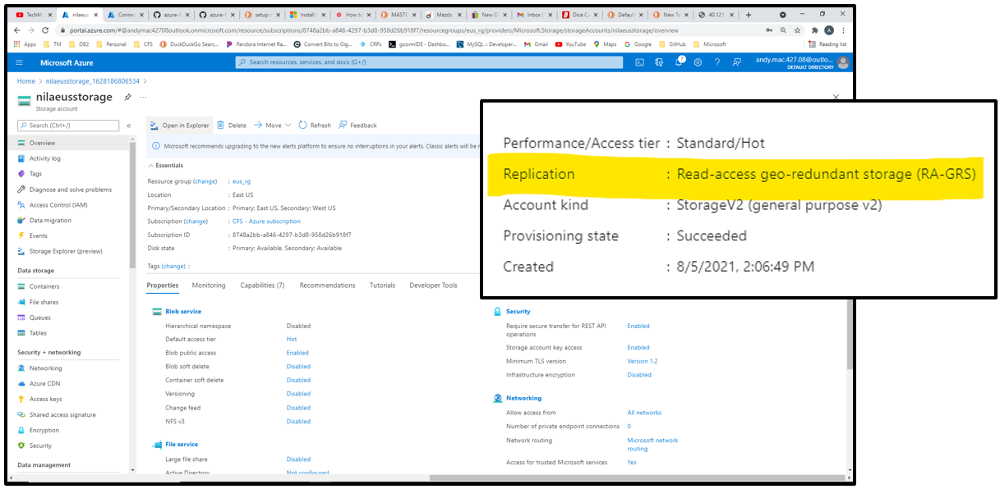 TechM
nilaeus
Connec
azure-f
azure-f
setup a
Install C
How to
MAST
Mazda
New O
Inbox (
Dice C
Default
New T
40.121
portal.azure.com/#@andymac42708outlook.onmicrosoft.com/resource/subscriptions/8748a2bb-a846-4297-b3d8-958d26b918f7/resourcegroups/eus_rg/providers/Microsoft.Storage/storageAccounts/nilaeusstorage/overview
Apps TM DB2 Personal CFS DuckDuckGo Searc... Pandora Internet Ra... Convert Bits to Gig... CRPs goormIDE - Dashbo... MySQL :: Developer... Gmail YouTube Maps Google GitHub Microsoft Reading list
Microsoft Azure
Search resources, services, and docs (G+/)
7
andy.mac.427.08@outlo...
DEFAULT DIRECTORY
Home > nilaeusstorage_1628186806534 >
nilaeusstorage
Storage account
Search (Ctrl+/)
Overview
Activity log
Tags
Diagnose and solve problems
Access Control (IAM)
Data migration
Events
Storage Explorer (preview)
Data storage
Containers
File shares
Queues
Tables
Security + networking
Networking
Azure CDN
Access keys
Shared access signature
Encryption
Security
Data management
Open in Explorer Delete Move Refresh Feedback
Microsoft recommends upgrading to the new alerts platform to ensure no interruptions in your alerts. Classic alerts will be
Essentials
Resource group (change) : eus_rg
Location : East US
Primary/Secondary Location : Primary: East US, Secondary: West US
Subscription (change) : CFS - Azure subscription
Subscription ID : 8748a2bb-a846-4297-b3d8-958d26b918f7
Disk state : Primary: Available, Secondary: Available
Tags (change) :
Properties Monitoring Capabilities (7) Recommendations Tutorials Developer Tools
Blob service
Hierarchical namespace Disabled
Default access tier Hot
Blob public access Enabled
Blob soft delete Disabled
Container soft delete Disabled
Versioning Disabled
Change feed Disabled
NFS v3 Disabled
File service
Large file share Disabled
Active Directory Not configured
Security
Require secure transfer for REST API Enabled
operations
Storage account key access Enabled
Minimum TLS version Version 1.2
Infrastructure encryption Disabled
Networking
Allow access from All networks
Number of private endpoint connections 0
Network routing Microsoft network
routing
Access for trusted Microsoft services Yes
Performance/Access tier : Standard/Hot
Replication : Read-access geo-redundant storage (RA-GRS)
Account kind : StorageV2 (general purpose v2)
Provisioning state : Succeeded
Created : 8/5/2021, 2:06:49 PM